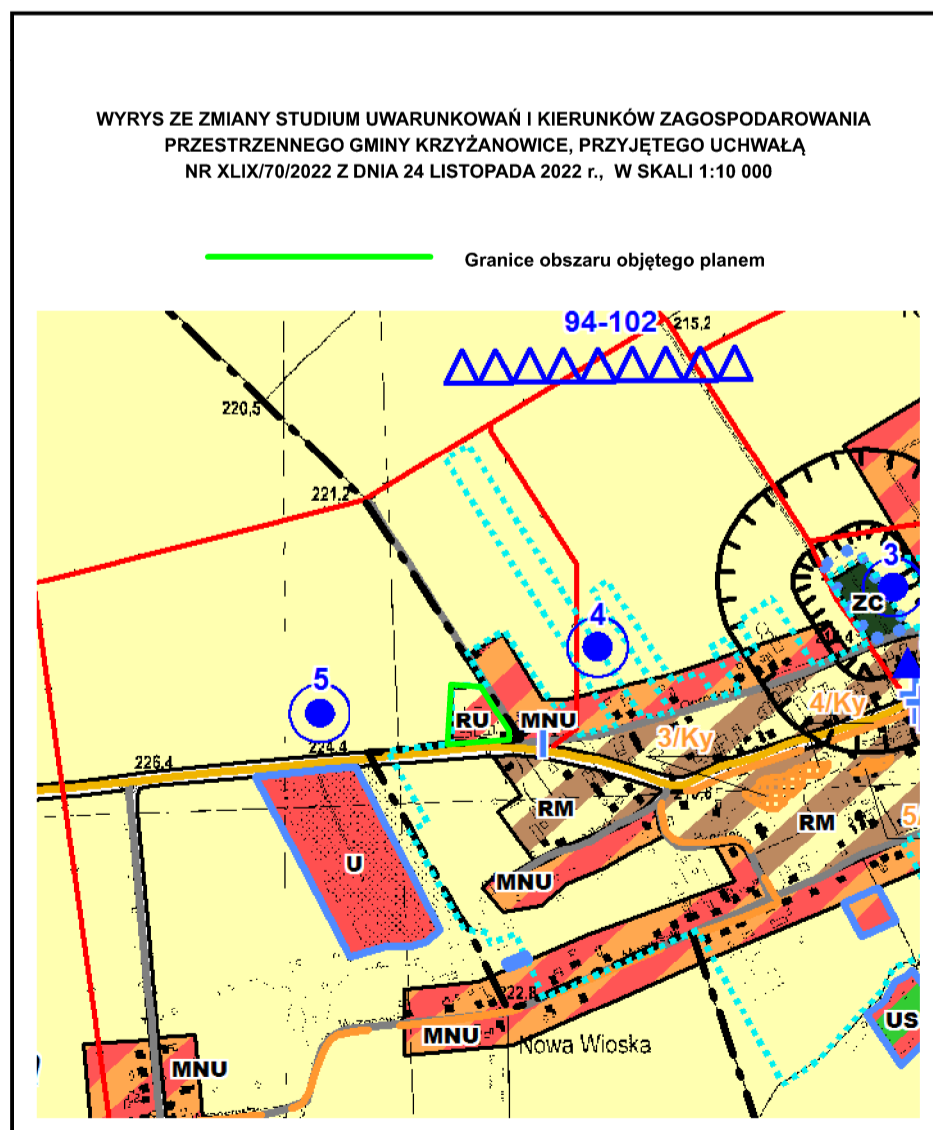 WYRYS ZE ZMIANY STUDIUM UWARUNKOWAŃ I KIERUNKÓW ZAGOSPODAROWANIA
PRZESTRZENNEGO GMINY KRZYŻANOWICE, PRZYJĘTEGO UCHWAŁĄ
NR XLIX/70/2022 Z DNIA 24 LISTOPADA 2022 r., W SKALI 1:10 000
Granice obszaru objętego planem
94-102
215,2
220,5
221,2
3
ZC
4
5
4/Ky
RU
MNU
3/Ky
224.4
226,4
RM
RM
5/
U
MNU
222.8
US
MNU
Nowa Wioska
MNU